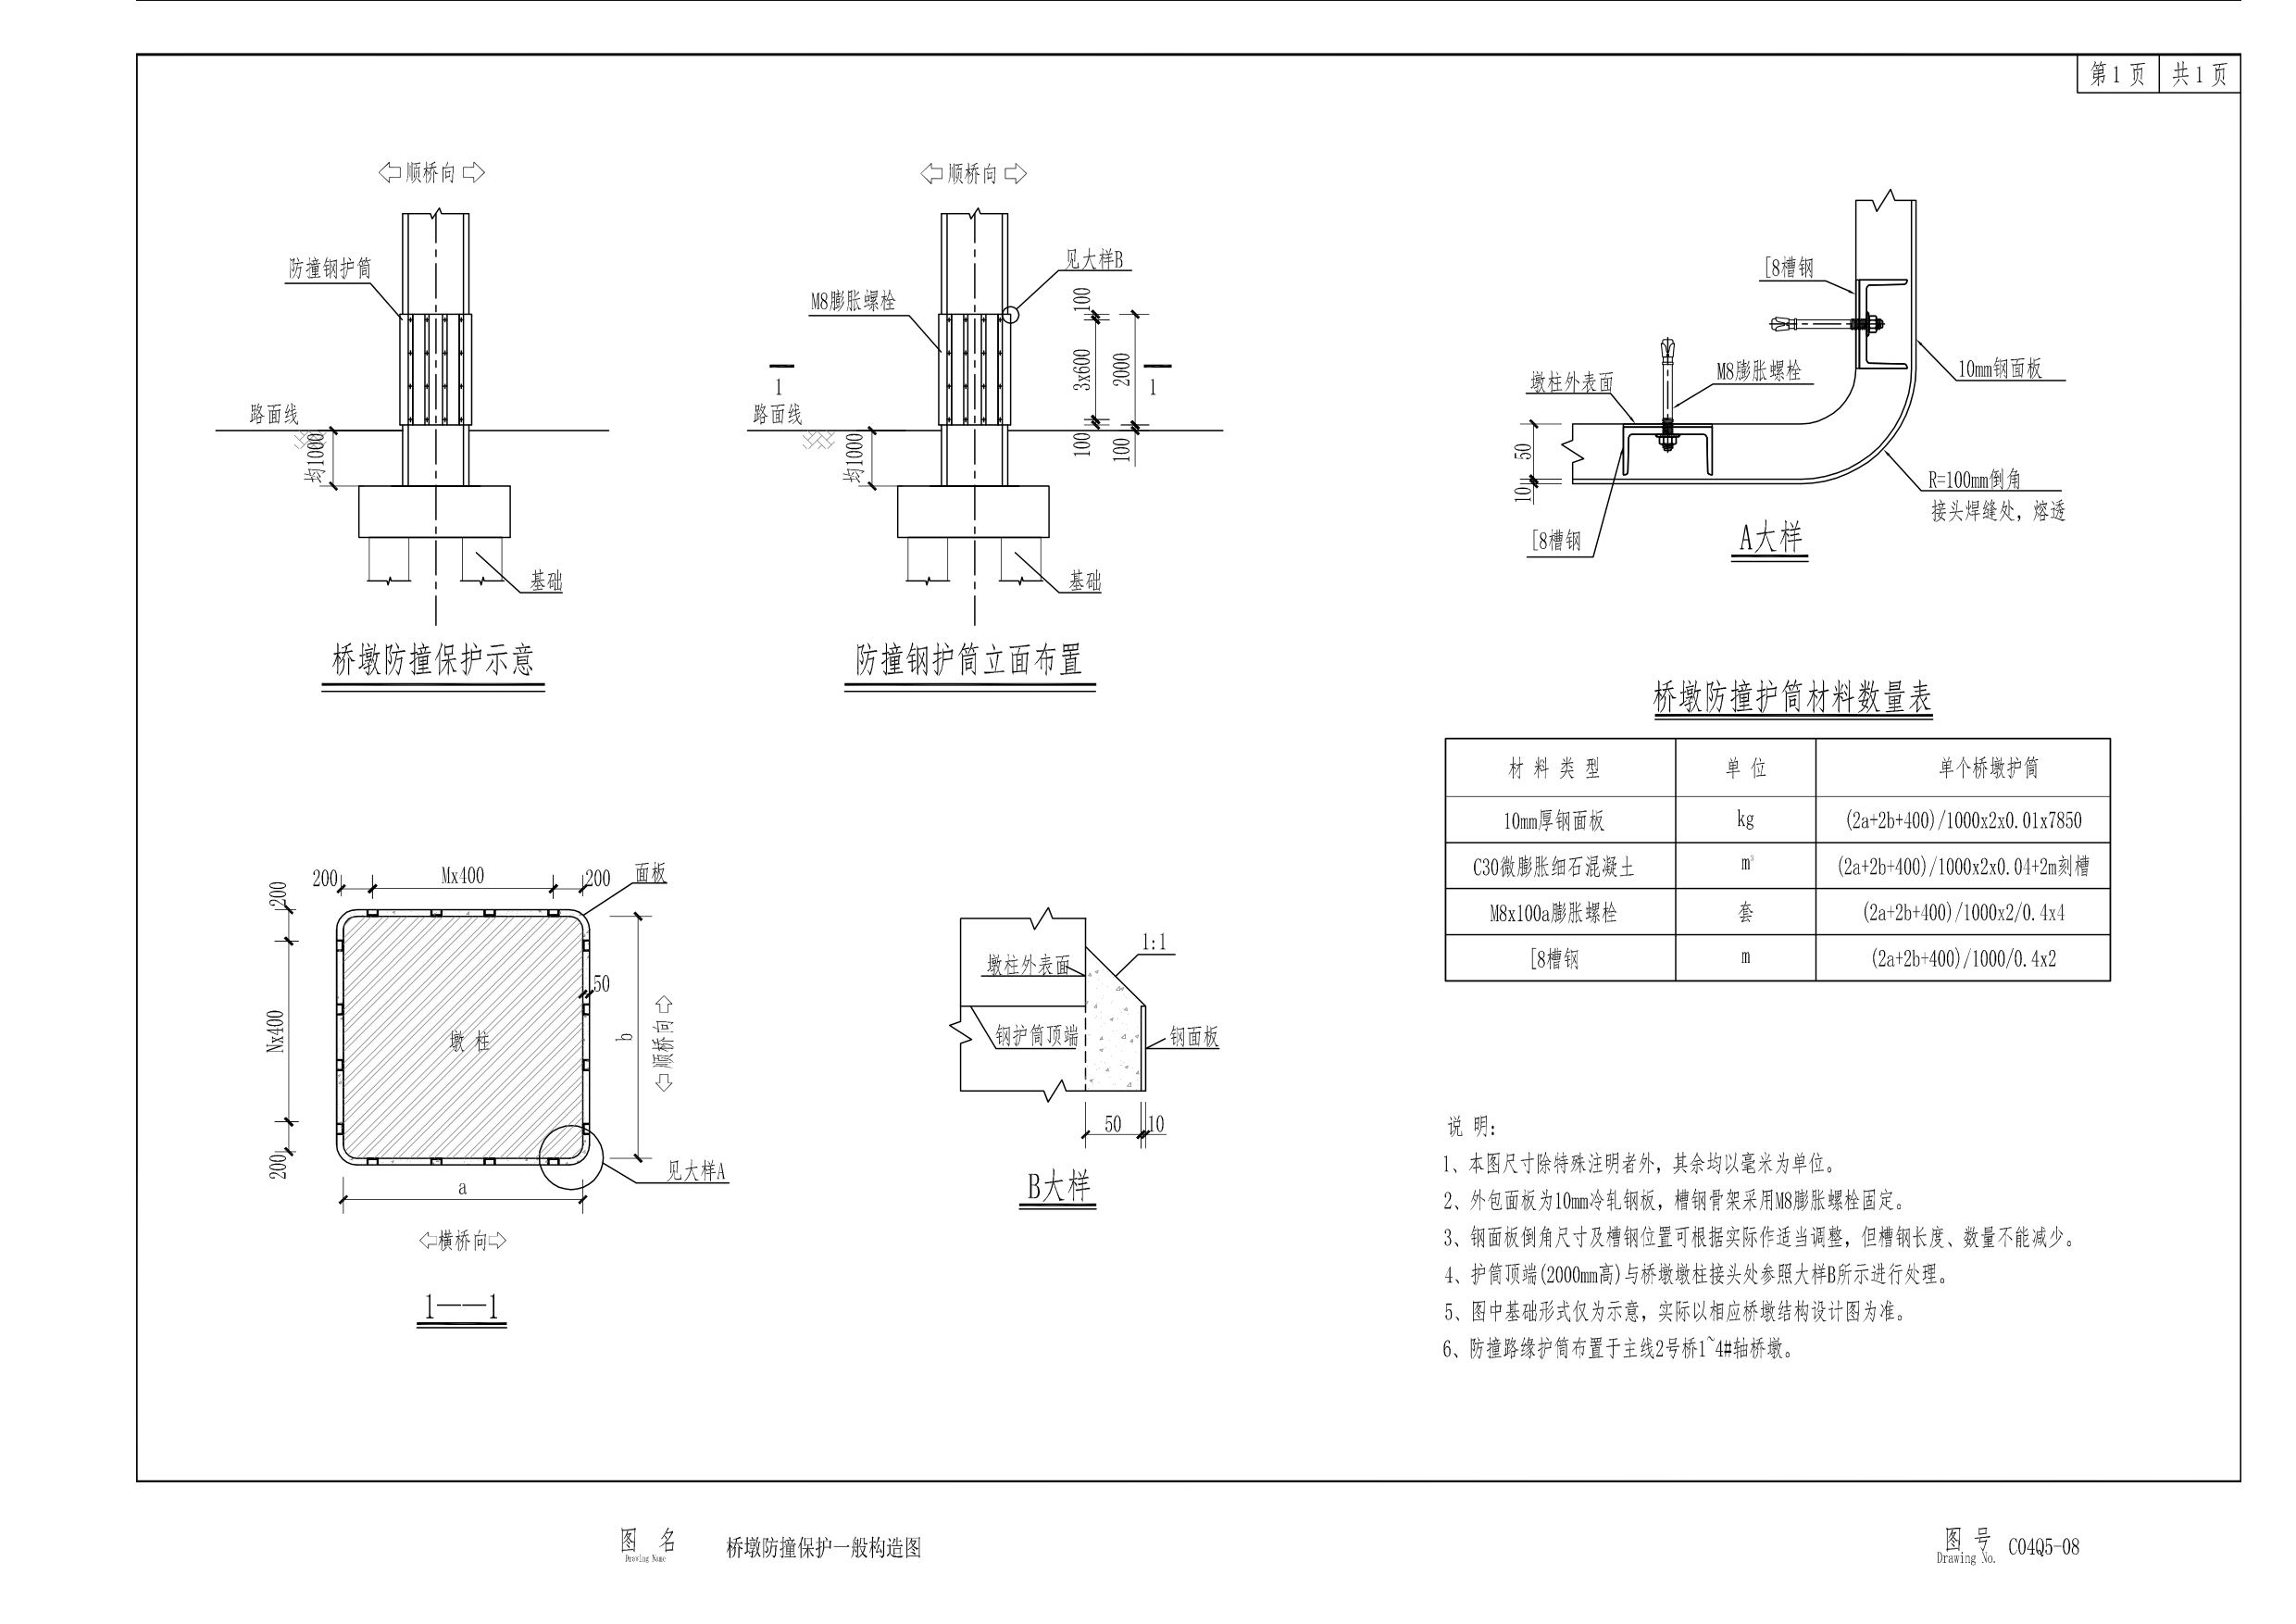 第 1 页 共 1 页
顺桥向
防撞钢护筒
路面线
均1000
基础
桥墩防撞保护示意
顺桥向
见大样B
M8膨胀螺栓
1
1
路面线
均1000
100
3x600
100
2000
100
基础
防撞钢护筒立面布置
[8槽钢
M8膨胀螺栓
墩柱外表面
10mm钢面板
50
10
R=100mm倒角
接头焊缝处，熔透
[8槽钢
A大样
桥墩防撞护筒材料数量表
材 料 类 型 单 位 单个桥墩护筒
10mm厚钢面板 kg (2a+2b+400)/1000x2x0.01x7850
C30微膨胀细石混凝土 m³ (2a+2b+400)/1000x2x0.04+2m刻槽
M8x100a膨胀螺栓 套 (2a+2b+400)/1000x2/0.4x4
[8槽钢 m (2a+2b+400)/1000/0.4x2
200 Mx400 200
面板
200
Nx400
200
50
墩 柱
b
顺桥向
a
见大样A
横桥向
1——1
1:1
墩柱外表面
钢护筒顶端
钢面板
50 10
B大样
说 明：
1、本图尺寸除特殊注明者外，其余均以毫米为单位。
2、外包面板为10mm冷轧钢板，槽钢骨架采用M8膨胀螺栓固定。
3、钢面板倒角尺寸及槽钢位置可根据实际作适当调整，但槽钢长度、数量不能减少。
4、护筒顶端(2000mm高)与桥墩墩柱接头处参照大样B所示进行处理。
5、图中基础形式仅为示意，实际以相应桥墩结构设计图为准。
6、防撞路缘护筒布置于主线2号桥1~4#轴桥墩。
图 名 桥墩防撞保护一般构造图
Drawing Name
图 号 C04Q5-08
Drawing No.